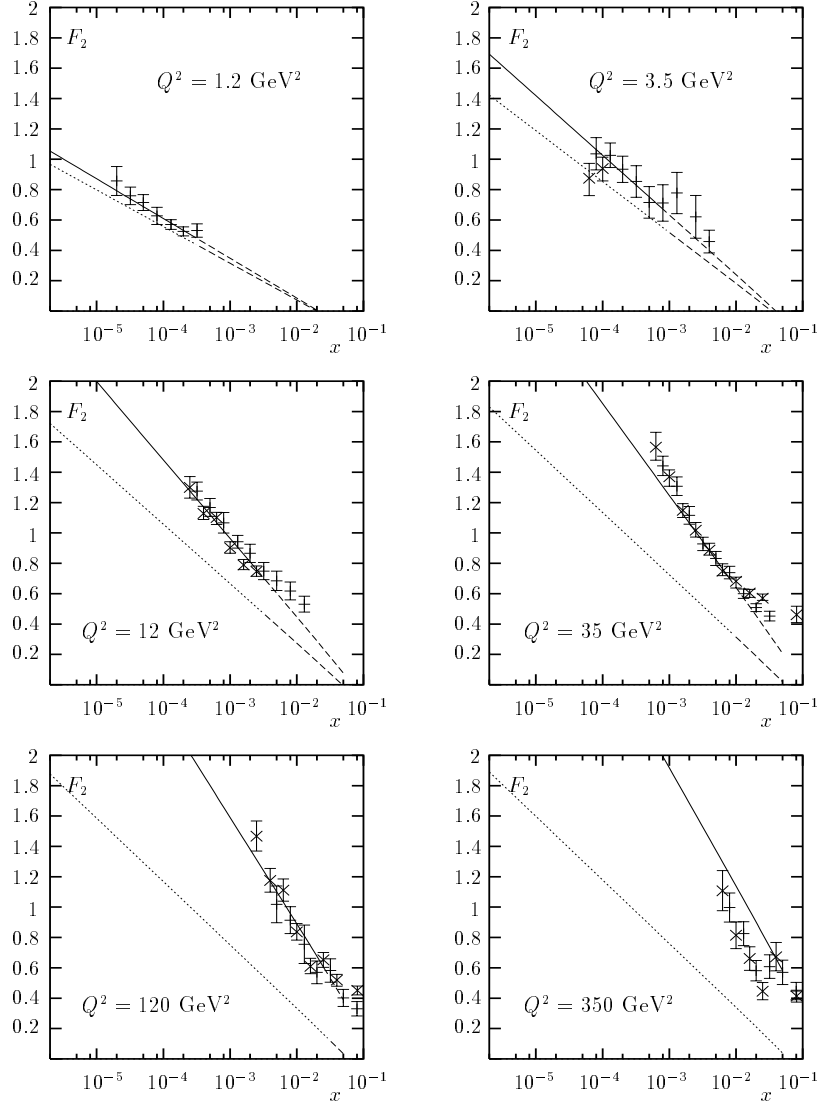 2
1.8
1.6
1.4
1.2
1
0.8
0.6
0.4
0.2
F₂
Q² = 1.2 GeV²
10⁻⁵ 10⁻⁴ 10⁻³ 10⁻² 10⁻¹
x
2
1.8
1.6
1.4
1.2
1
0.8
0.6
0.4
0.2
F₂
Q² = 3.5 GeV²
10⁻⁵ 10⁻⁴ 10⁻³ 10⁻² 10⁻¹
x
2
1.8
1.6
1.4
1.2
1
0.8
0.6
0.4
0.2
F₂
Q² = 12 GeV²
10⁻⁵ 10⁻⁴ 10⁻³ 10⁻² 10⁻¹
x
2
1.8
1.6
1.4
1.2
1
0.8
0.6
0.4
0.2
F₂
Q² = 35 GeV²
10⁻⁵ 10⁻⁴ 10⁻³ 10⁻² 10⁻¹
x
2
1.8
1.6
1.4
1.2
1
0.8
0.6
0.4
0.2
F₂
Q² = 120 GeV²
10⁻⁵ 10⁻⁴ 10⁻³ 10⁻² 10⁻¹
x
2
1.8
1.6
1.4
1.2
1
0.8
0.6
0.4
0.2
F₂
Q² = 350 GeV²
10⁻⁵ 10⁻⁴ 10⁻³ 10⁻² 10⁻¹
x